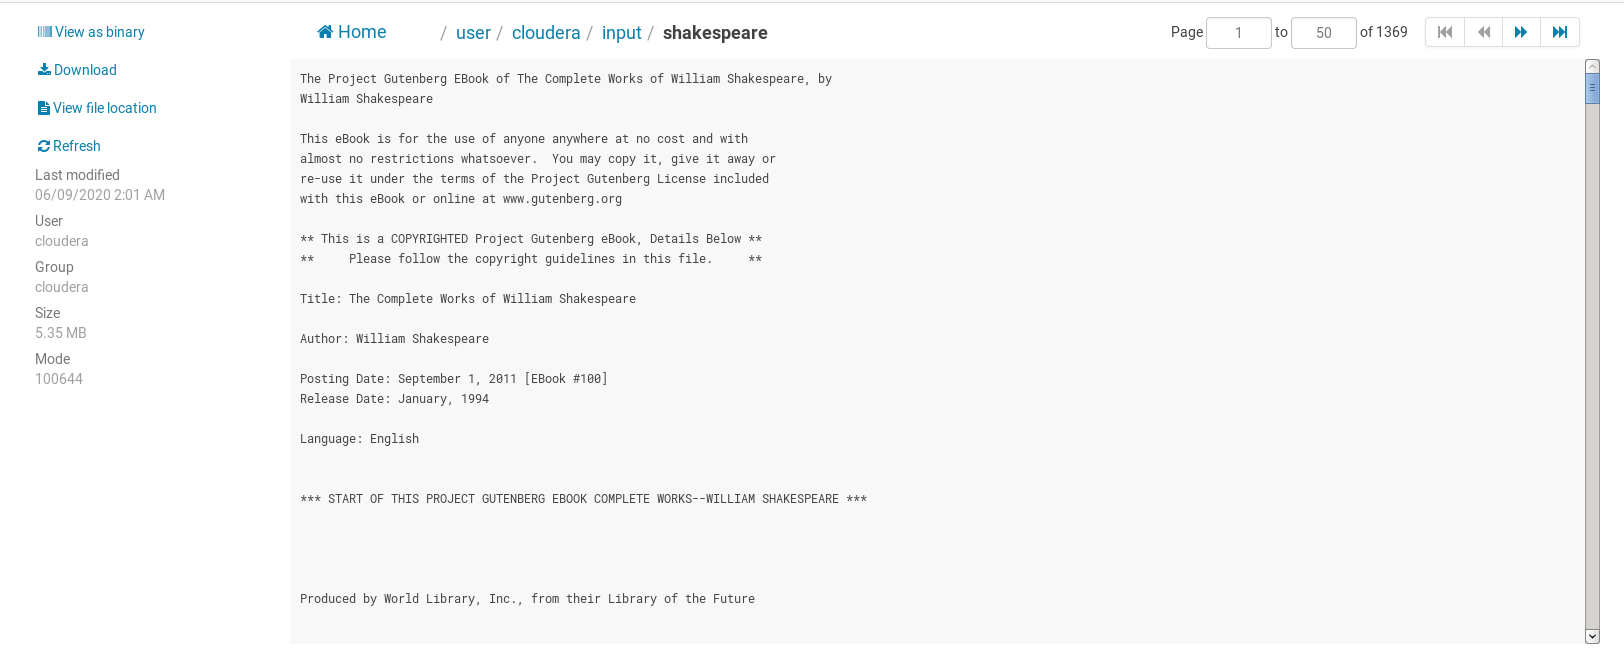 View as binary
Download
View file location
Refresh
Last modified
06/09/2020 2:01 AM
User
cloudera
Group
cloudera
Size
5.35 MB
Mode
100644
Home / user / cloudera / input / shakespeare
Page 1 to 50 of 1369
The Project Gutenberg EBook of The Complete Works of William Shakespeare, by
William Shakespeare
This eBook is for the use of anyone anywhere at no cost and with
almost no restrictions whatsoever.  You may copy it, give it away or
re-use it under the terms of the Project Gutenberg License included
with this eBook or online at www.gutenberg.org
** This is a COPYRIGHTED Project Gutenberg eBook, Details Below **
**     Please follow the copyright guidelines in this file.     **
Title: The Complete Works of William Shakespeare
Author: William Shakespeare
Posting Date: September 1, 2011 [EBook #100]
Release Date: January, 1994
Language: English
*** START OF THIS PROJECT GUTENBERG EBOOK COMPLETE WORKS--WILLIAM SHAKESPEARE ***
Produced by World Library, Inc., from their Library of the Future